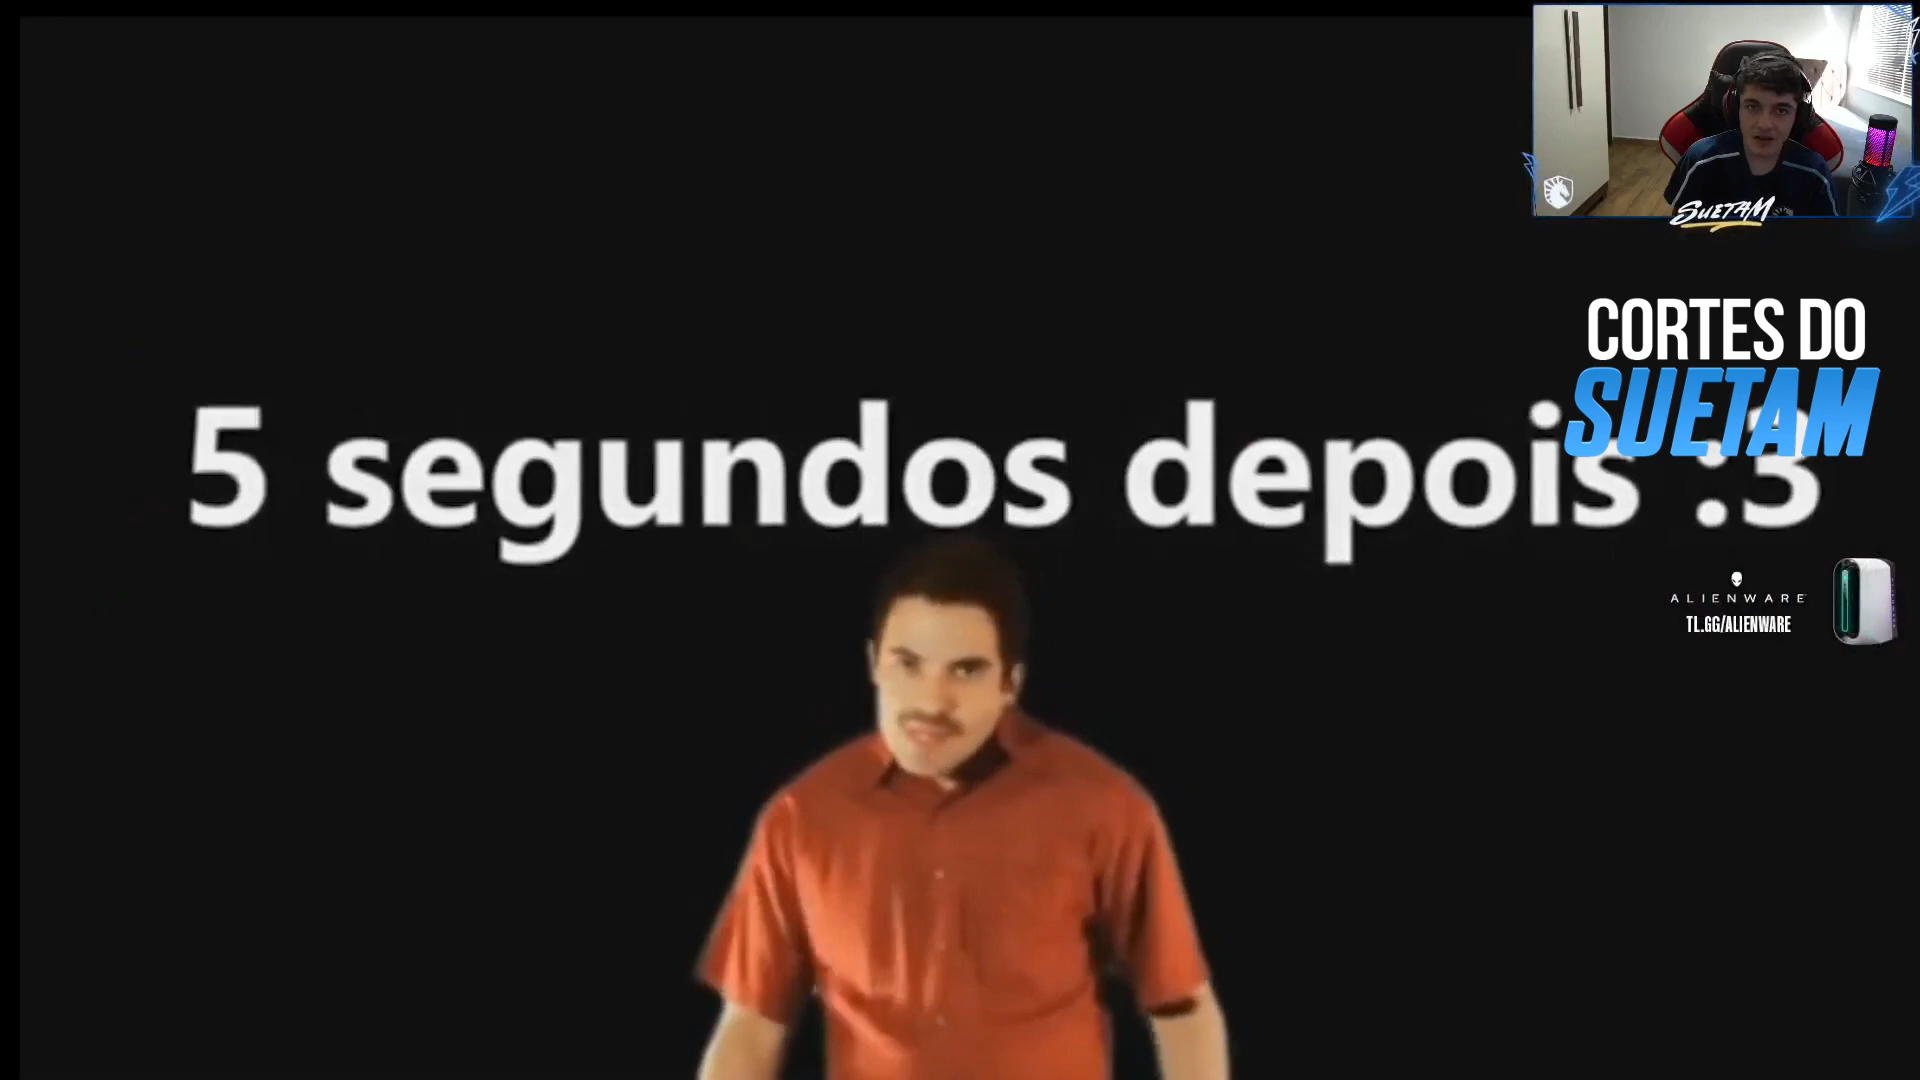 SUETAM
CORTES DO
SUETAM
5 segundos depois :3
ALIENWARE
TL.GG/ALIENWARE